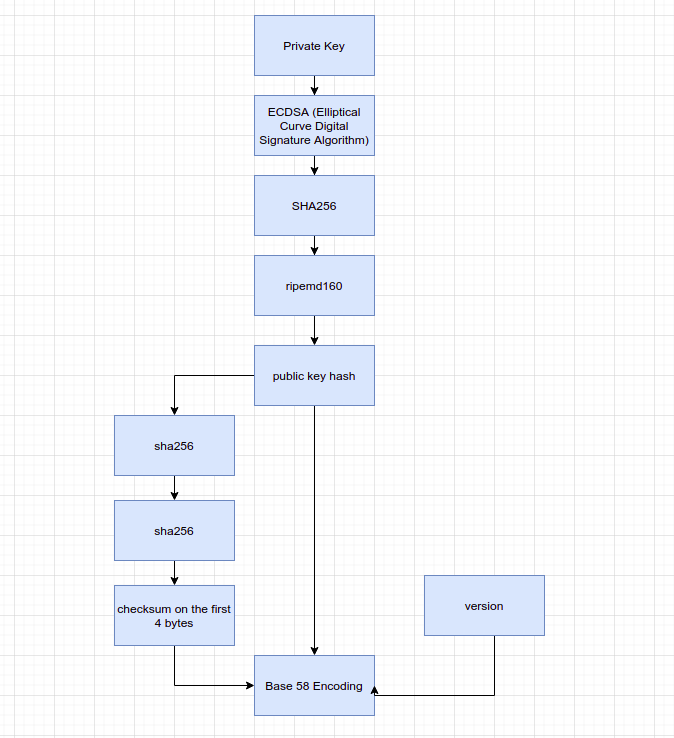 Private Key
ECDSA (Elliptical
Curve Digital
Signature Algorithm)
SHA256
ripemd160
public key hash
sha256
sha256
checksum on the first
4 bytes
version
Base 58 Encoding